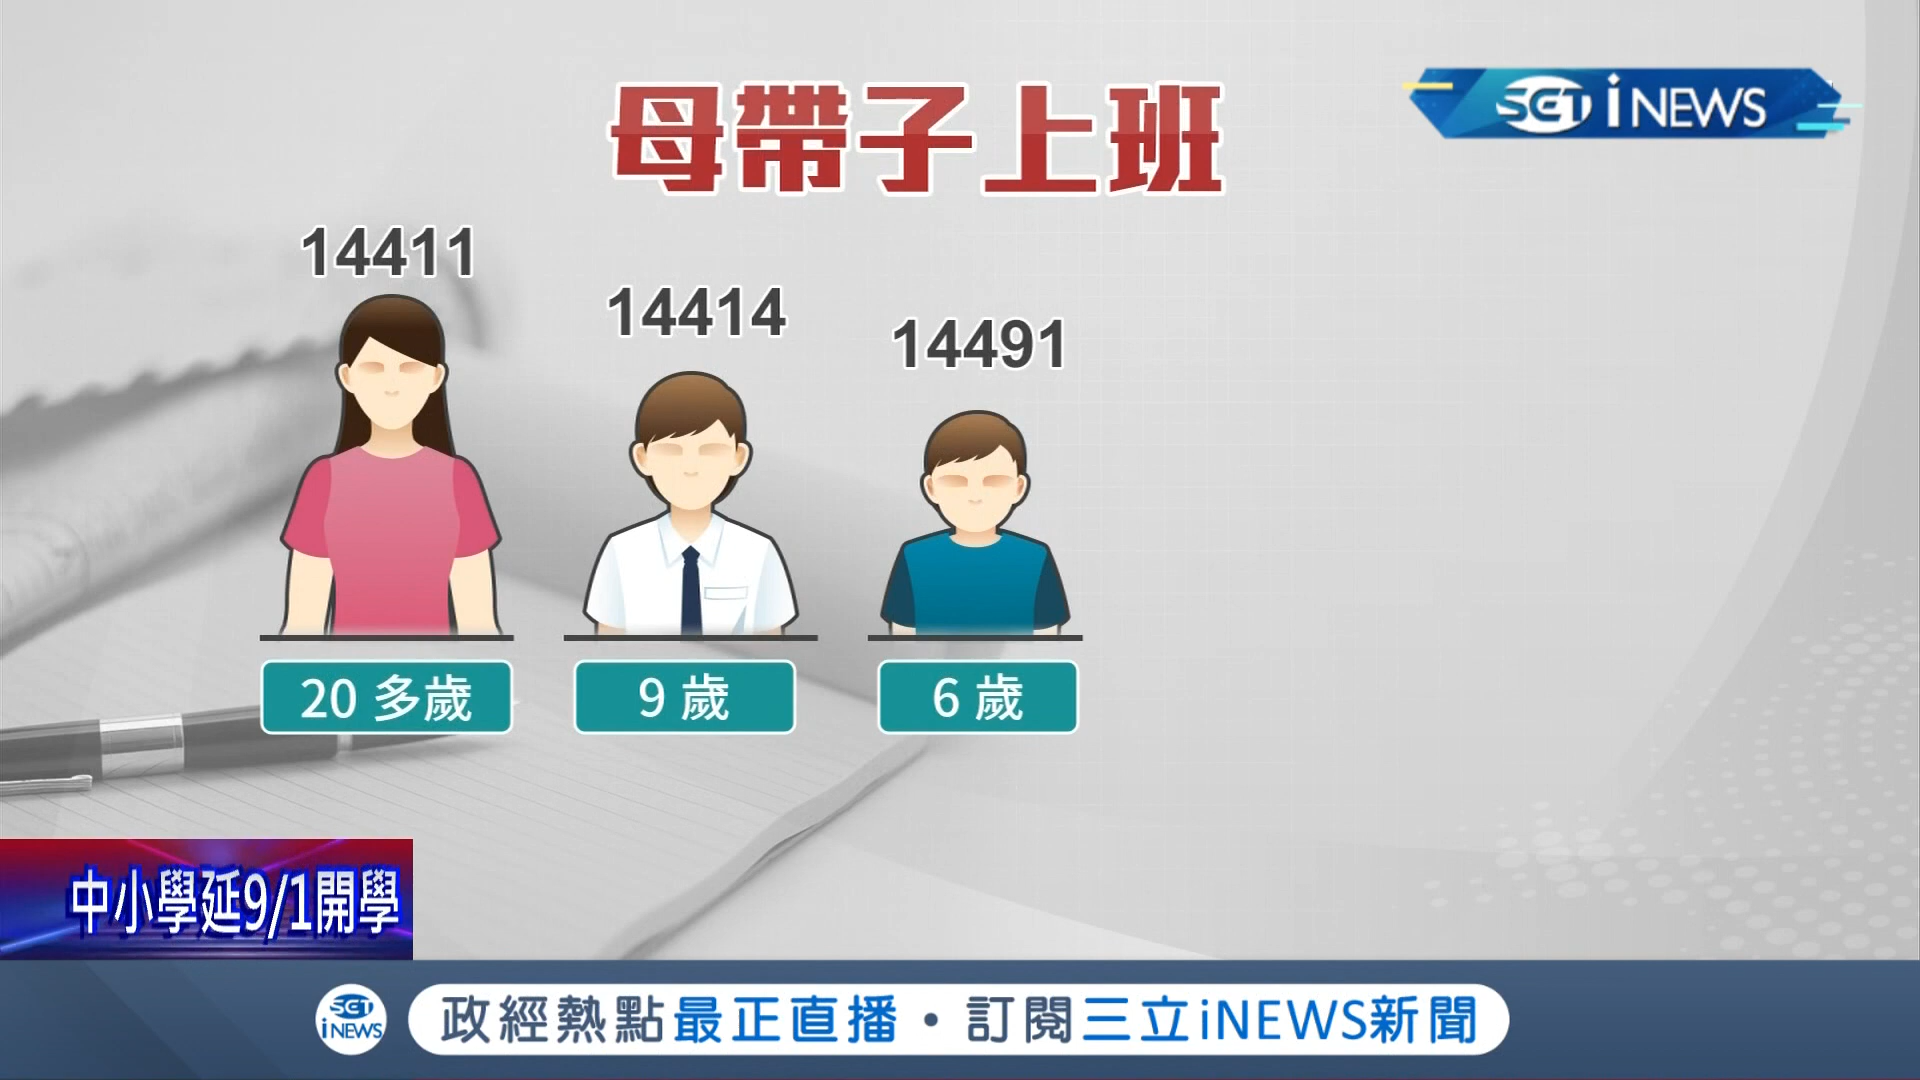 母帶子上班
SET iNEWS
14411
14414
14491
20 多歲
9 歲
6 歲
中小學延9/1開學
SET iNEWS
政經熱點最正直播・訂閱三立iNEWS新聞